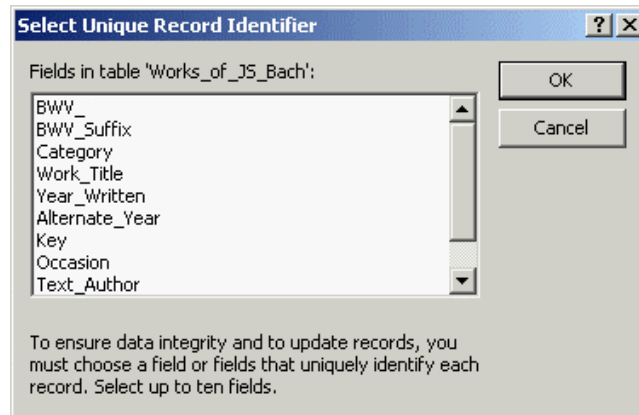 Select Unique Record Identifier
Fields in table 'Works_of_JS_Bach':
OK
Cancel
BWV_
BWV_Suffix
Category
Work_Title
Year_Written
Alternate_Year
Key
Occasion
Text_Author
To ensure data integrity and to update records, you
must choose a field or fields that uniquely identify each
record. Select up to ten fields.